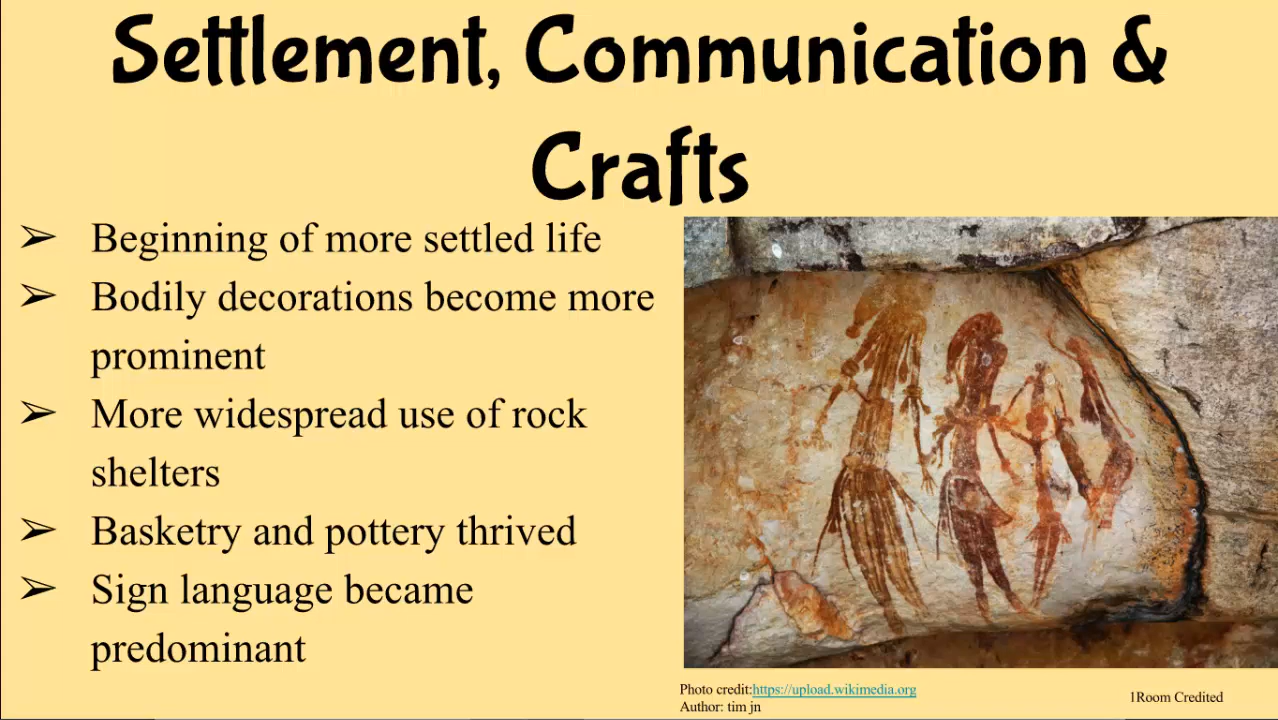 Settlement, Communication &
Crafts
➢ Beginning of more settled life
➢ Bodily decorations become more
prominent
➢ More widespread use of rock
shelters
➢ Basketry and pottery thrived
➢ Sign language became
predominant
Photo credit:https://upload.wikimedia.org
Author: tim jn
1Room Credited